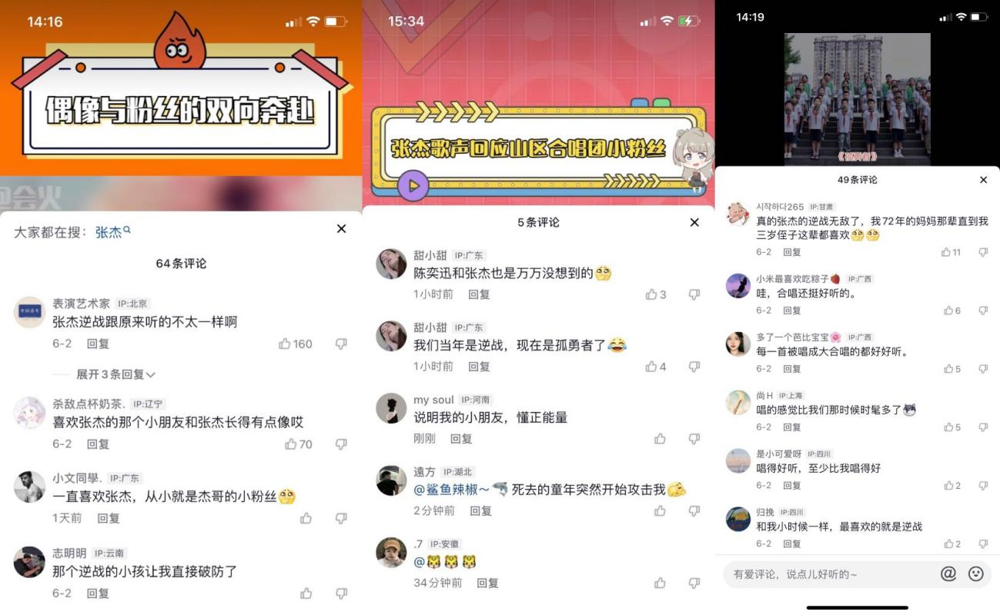 14:16
偶像与粉丝的双向奔赴
会火
大家都在搜：张杰
64条评论
表演艺术家 IP:北京
张杰逆战跟原来听的不太一样啊
6-2 回复 160
展开3条回复
杀敌点杯奶茶. IP:辽宁
喜欢张杰的那个小朋友和张杰长得有点像哎
6-2 回复 70
小文同學. IP:广东
一直喜欢张杰，从小就是杰哥的小粉丝🥺
1天前 回复
志明明 IP:云南
那个逆战的小孩让我直接破防了
6-2 回复
15:34
张杰歌声回应山区合唱团小粉丝
5条评论
甜小甜 IP:广东
陈奕迅和张杰也是万万没想到的
1小时前 回复 3
甜小甜 IP:广东
我们当年是逆战，现在是孤勇者了😂
1小时前 回复 4
my soul IP:河南
说明我的小朋友，懂正能量
刚刚 回复
遠方 IP:湖北
@鲨鱼辣椒～🦈 死去的童年突然开始攻击我
2分钟前 回复
.7 IP:安徽
@🐯🐯🐯
34分钟前 回复
14:19
《孤勇者》
49条评论
시작하다265 IP:甘肃
真的张杰的逆战无敌了，我72年的妈妈那辈直到我
三岁侄子这辈都喜欢
6-2 回复 11
小米最喜欢吃粽子🍓 IP:广西
哇，合唱还挺好听的。
6-2 回复 6
多了一个芭比宝宝🌸 IP:广西
每一首被唱成大合唱的都好好听。
6-2 回复 5
尚H IP:上海
唱的感觉比我们那时候时髦多了
6-2 回复 5
是小可爱呀 IP:四川
唱得好听，至少比我唱得好
6-2 回复 2
归挽 IP:四川
和我小时候一样，最喜欢的就是逆战
6-2 回复 2
有爱评论，说点儿好听的~